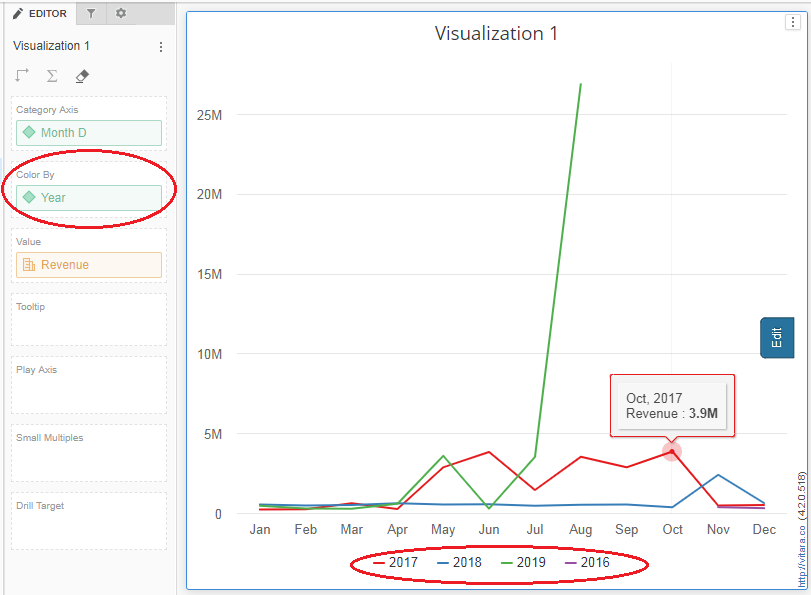 EDITOR
Visualization 1
Category Axis
Month D
Color By
Year
Value
Revenue
Tooltip
Play Axis
Small Multiples
Drill Target
Visualization 1
25M
20M
15M
10M
5M
0
Jan Feb Mar Apr May Jun Jul Aug Sep Oct Nov Dec
Oct, 2017
Revenue : 3.9M
2017 2018 2019 2016
Edit
http://vitara.co (4.2.0.518)